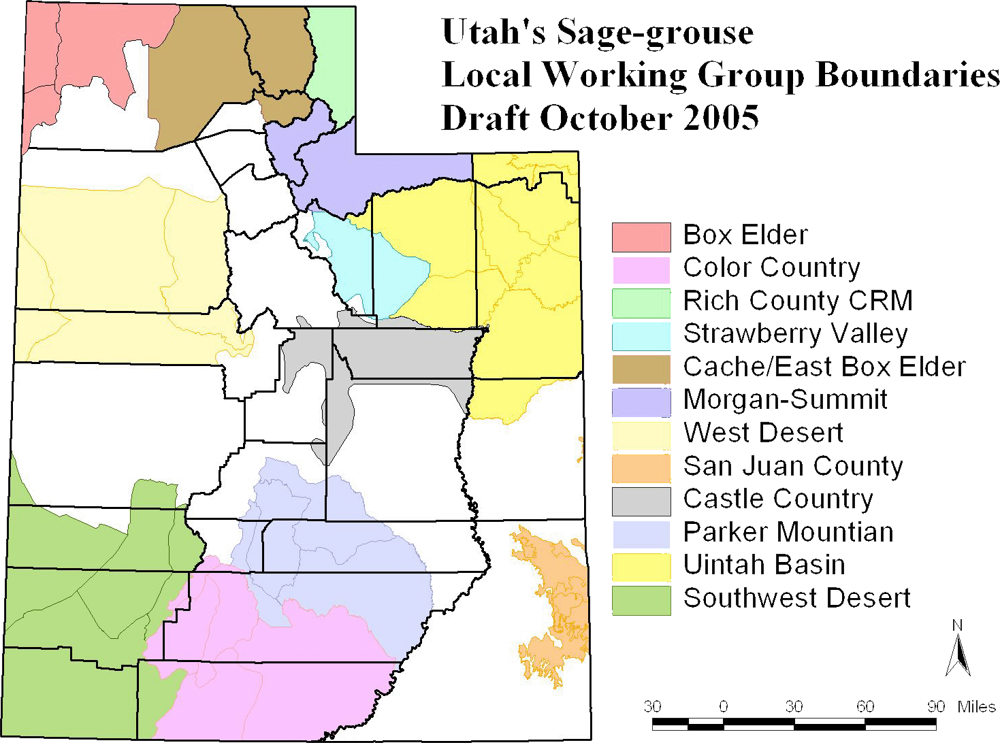 Utah's Sage-grouse
Local Working Group Boundaries
Draft October 2005
Box Elder
Color Country
Rich County CRM
Strawberry Valley
Cache/East Box Elder
Morgan-Summit
West Desert
San Juan County
Castle Country
Parker Mountian
Uintah Basin
Southwest Desert
N
30 0 30 60 90 Miles